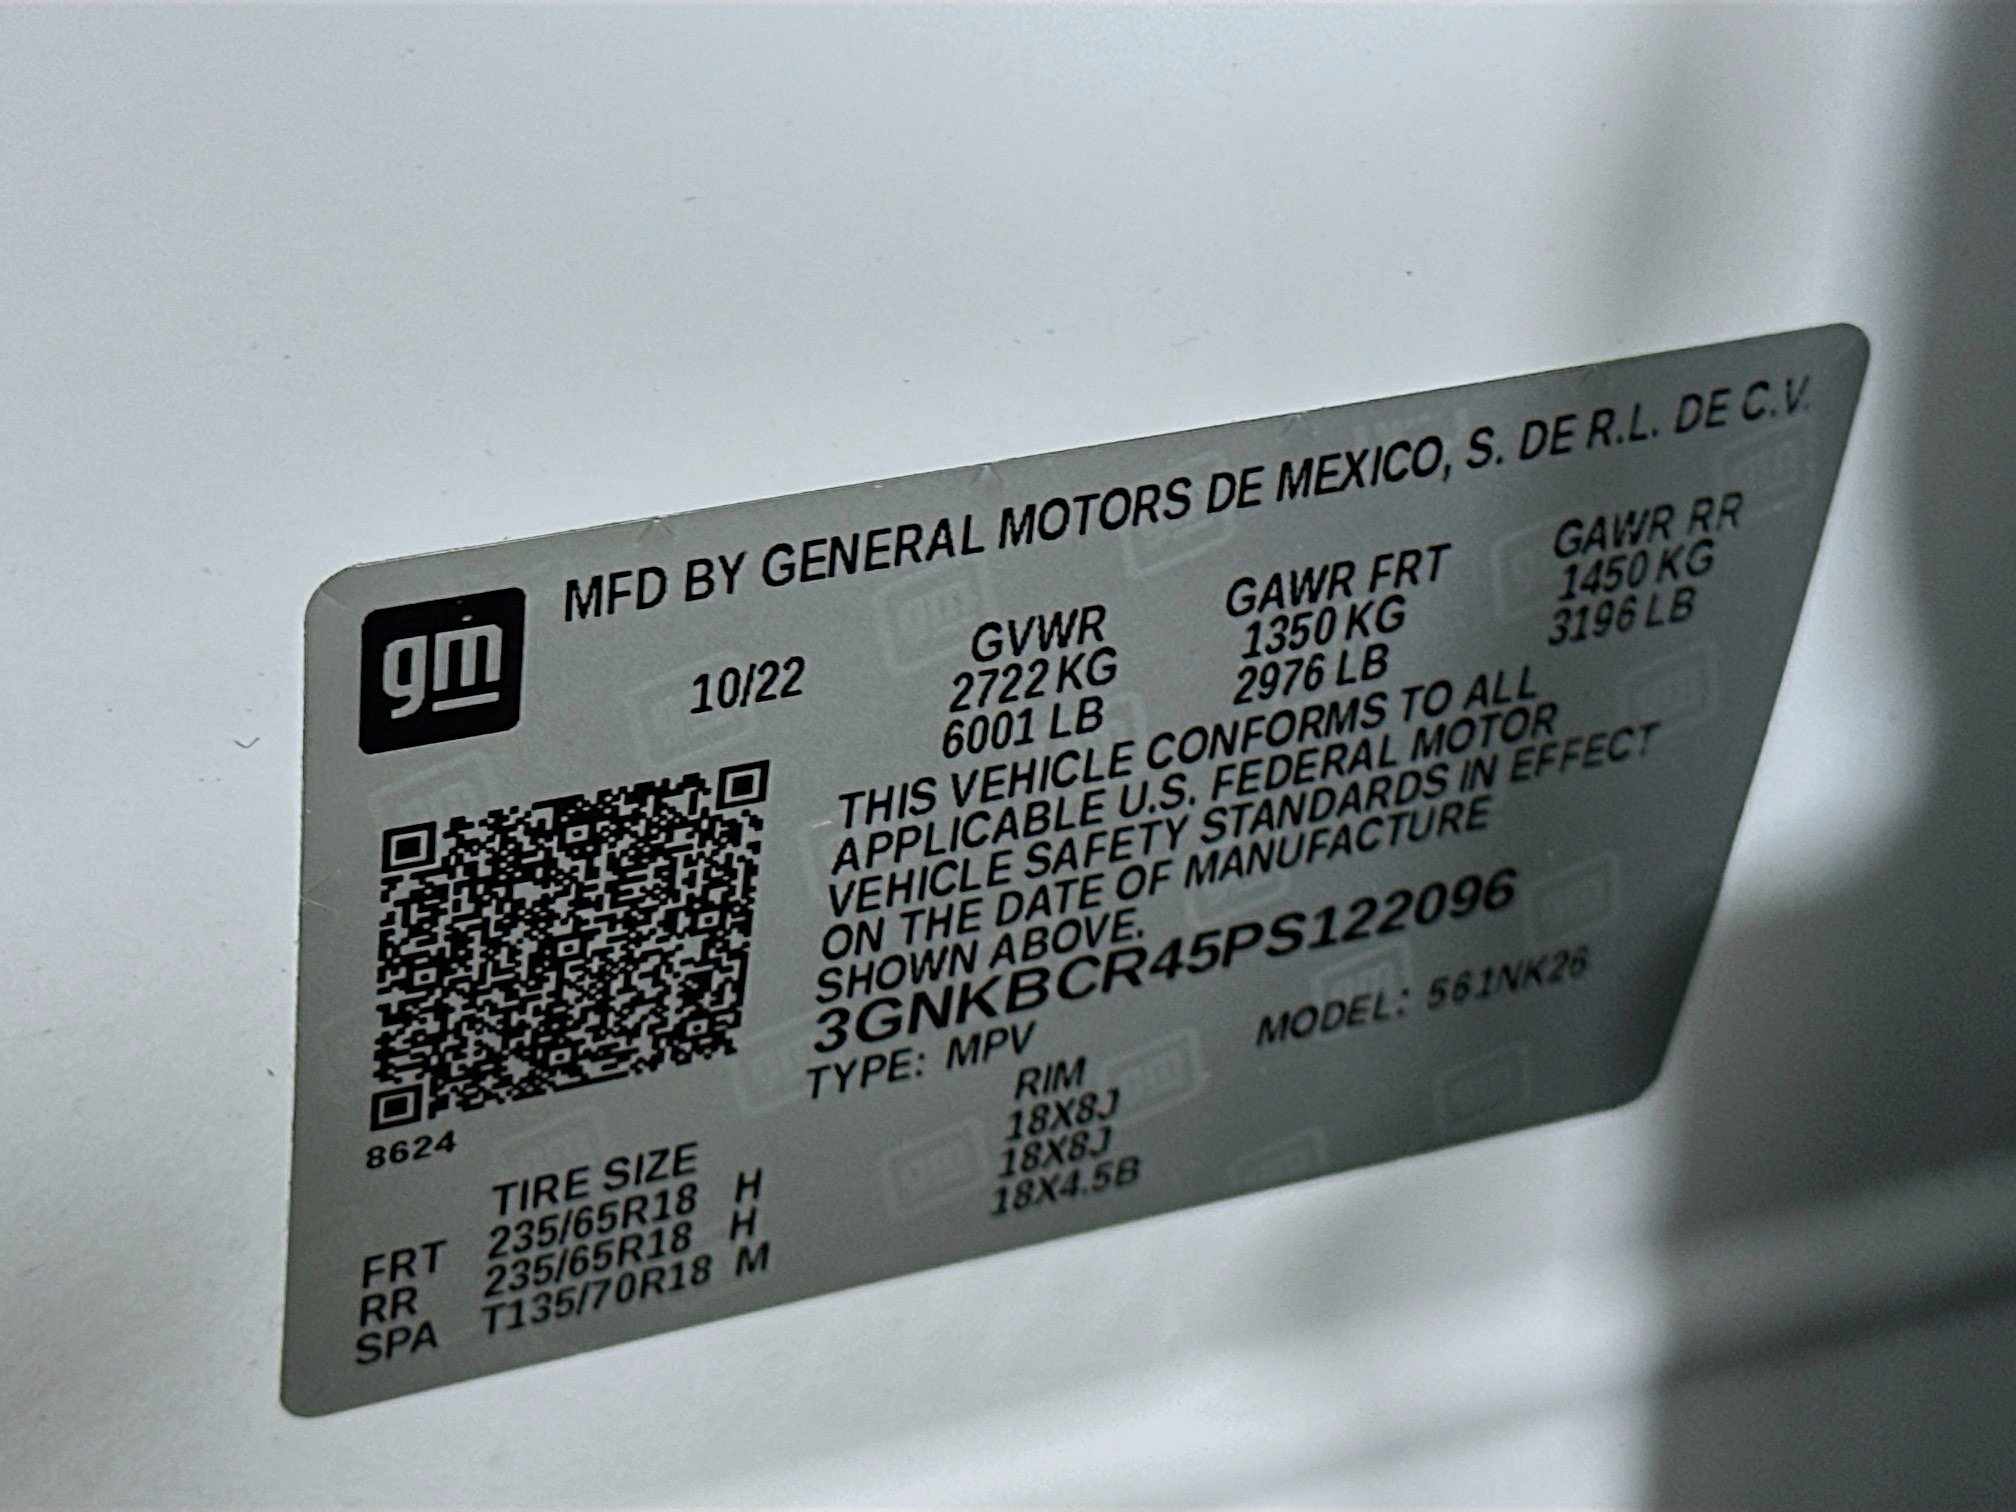 gm
MFD BY GENERAL MOTORS DE MEXICO, S. DE R.L. DE C.V.
10/22 GVWR GAWR FRT GAWR RR
2722 KG 1350 KG 1450 KG
6001 LB 2976 LB 3196 LB
THIS VEHICLE CONFORMS TO ALL
APPLICABLE U.S. FEDERAL MOTOR
VEHICLE SAFETY STANDARDS IN EFFECT
ON THE DATE OF MANUFACTURE
SHOWN ABOVE.
3GNKBCR45PS122096
TYPE: MPV MODEL: 561NK26
8624
TIRE SIZE RIM
FRT 235/65R18 H 18X8J
RR 235/65R18 H 18X8J
SPA T135/70R18 M 18X4.5B